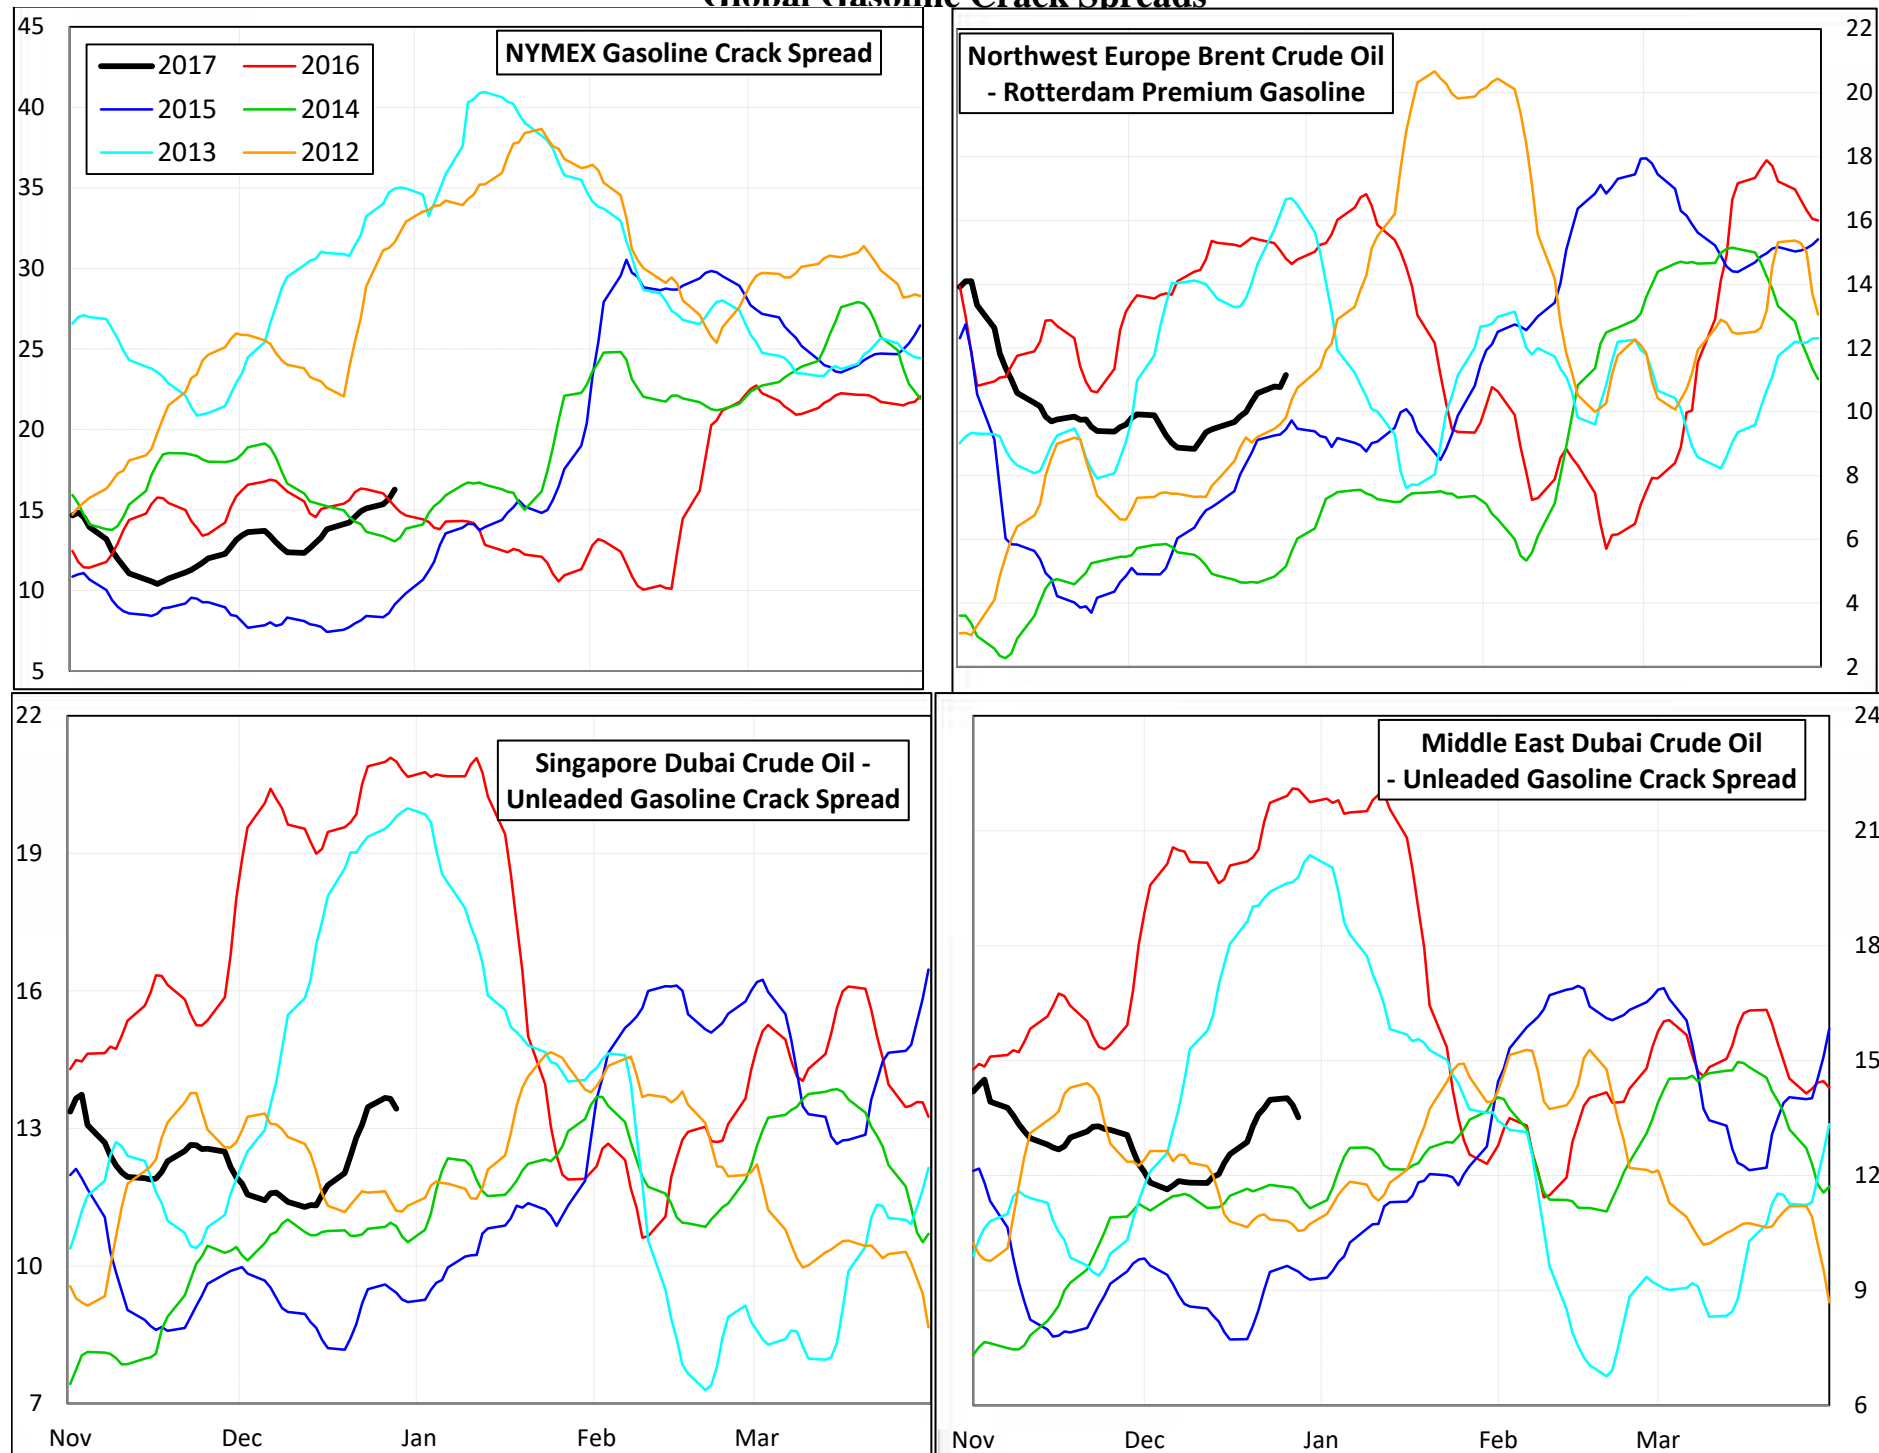 Global Gasoline Crack Spreads
NYMEX Gasoline Crack Spread
2017
2016
2015
2014
2013
2012
45
40
35
30
25
20
15
10
5
Northwest Europe Brent Crude Oil
- Rotterdam Premium Gasoline
22
20
18
16
14
12
10
8
6
4
2
Singapore Dubai Crude Oil -
Unleaded Gasoline Crack Spread
22
19
16
13
10
7
Nov
Dec
Jan
Feb
Mar
Middle East Dubai Crude Oil
- Unleaded Gasoline Crack Spread
24
21
18
15
12
9
6
Nov
Dec
Jan
Feb
Mar